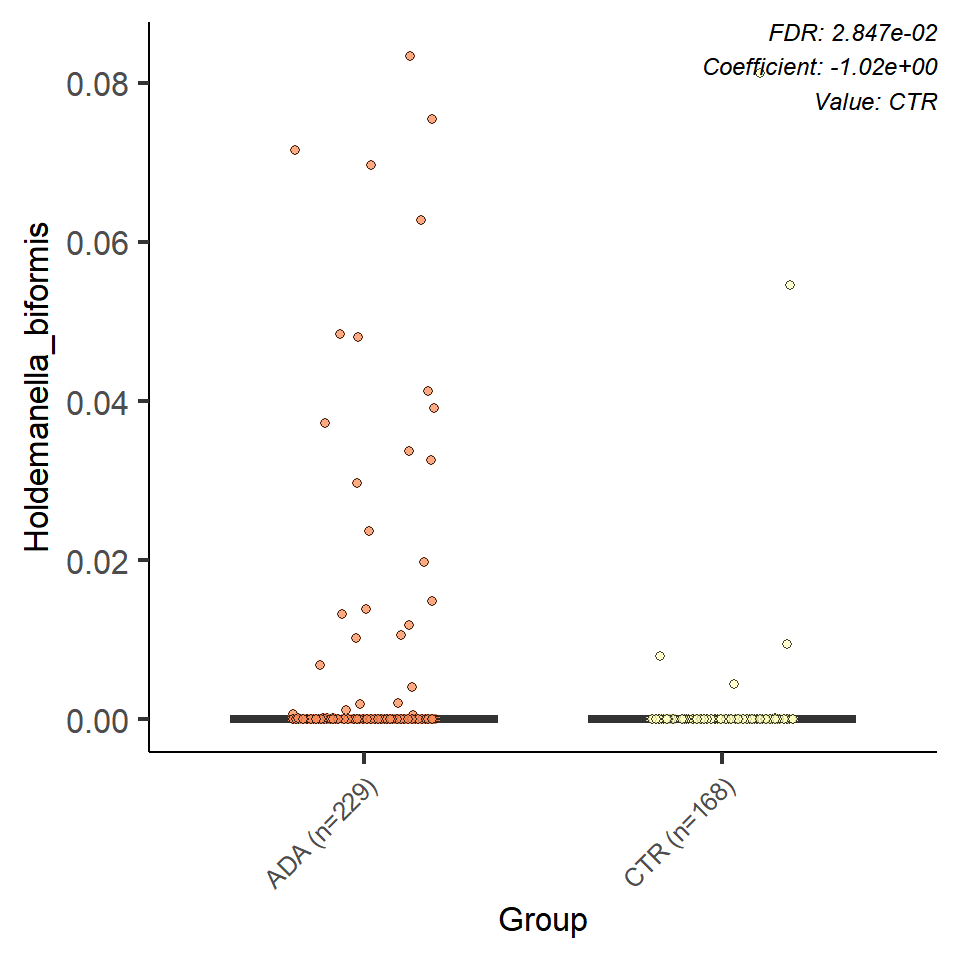 FDR: 2.847e-02
Coefficient: -1.02e+00
Value: CTR
Holdemanella_biformis
0.08
0.06
0.04
0.02
0.00
ADA (n=229)
CTR (n=168)
Group